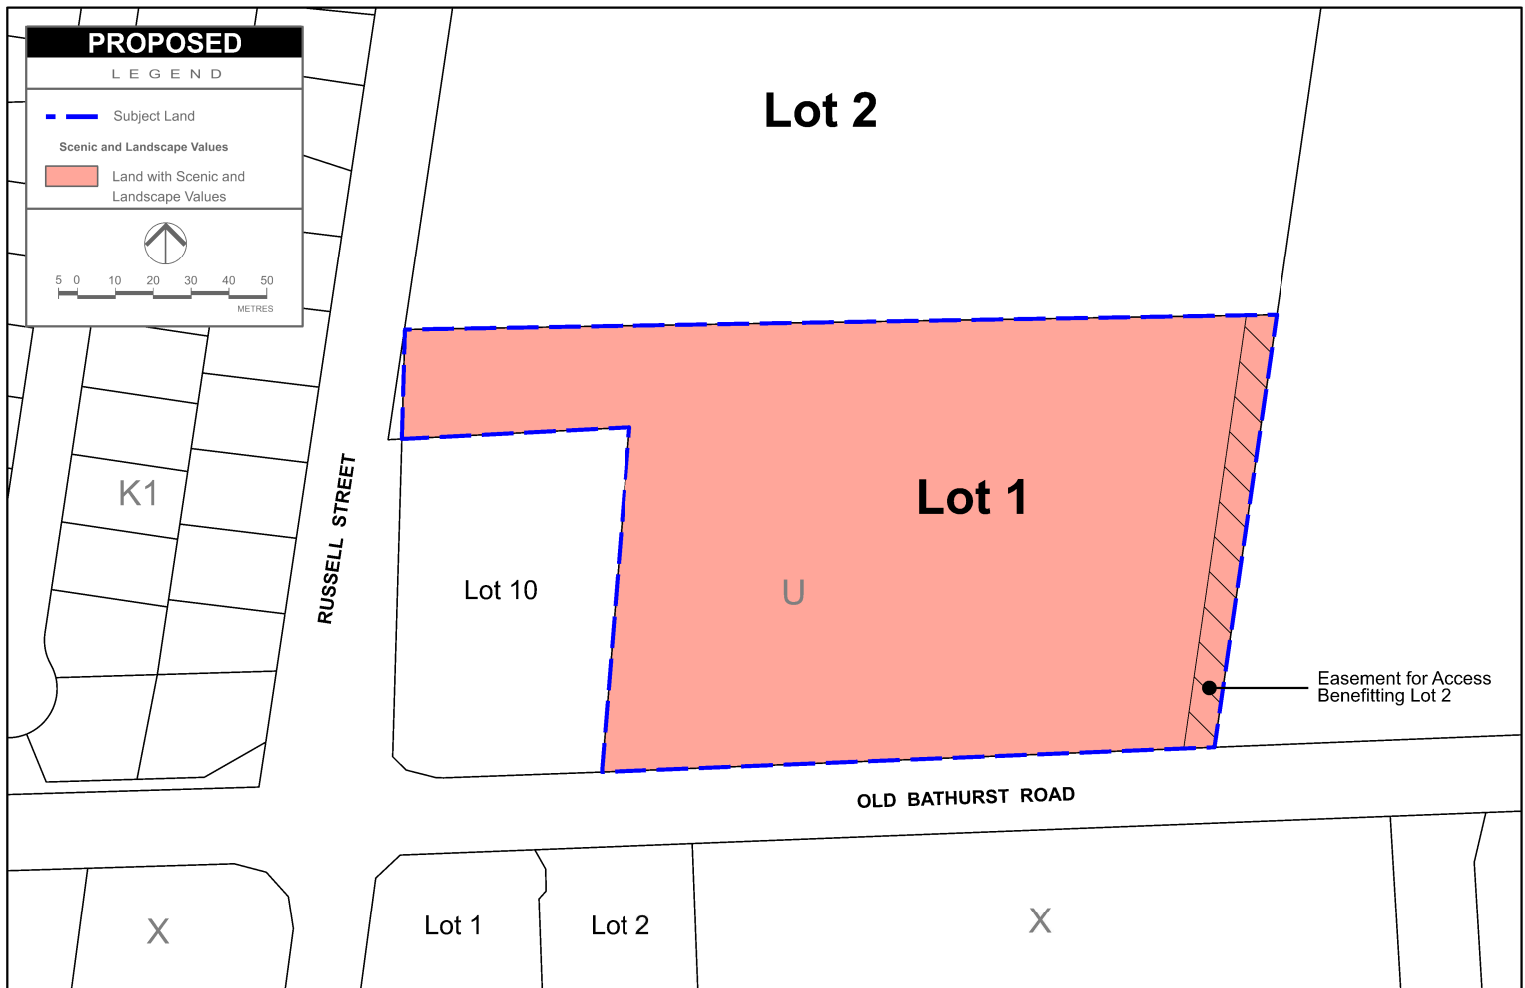 PROPOSED
LEGEND
Subject Land
Scenic and Landscape Values
Land with Scenic and
Landscape Values
5 0 10 20 30 40 50
METRES
Lot 2
Lot 1
K1
RUSSELL STREET
Lot 10
U
Easement for Access
Benefitting Lot 2
OLD BATHURST ROAD
X
Lot 1
Lot 2
X